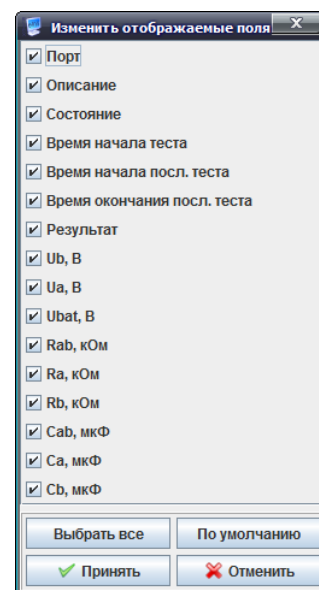 Изменить отображаемые поля
Порт
Описание
Состояние
Время начала теста
Время начала посл. теста
Время окончания посл. теста
Результат
Ub, В
Ua, В
Ubat, В
Rab, кОм
Ra, кОм
Rb, кОм
Cab, мкФ
Ca, мкФ
Cb, мкФ
Выбрать все
По умолчанию
Принять
Отменить